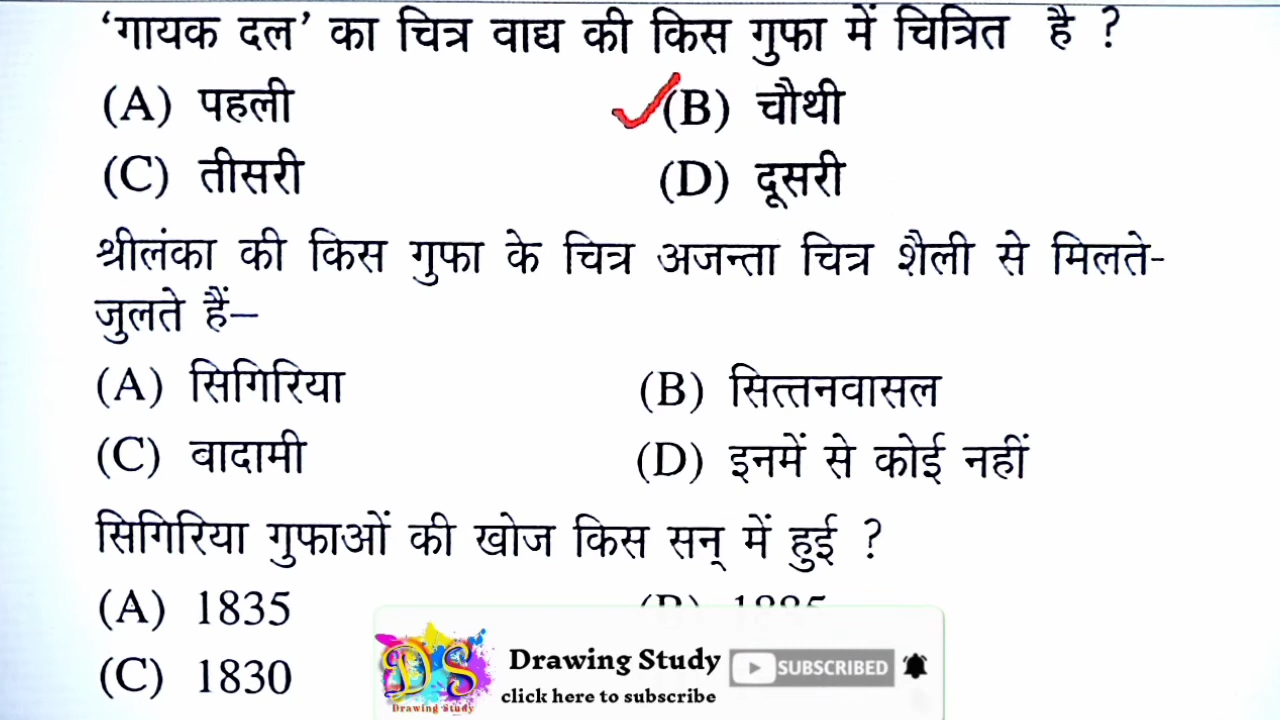 ‘गायक दल’ का चित्र वाद्य की किस गुफा में चित्रित है ?
(A) पहली (B) चौथी
(C) तीसरी (D) दूसरी
श्रीलंका की किस गुफा के चित्र अजन्ता चित्र शैली से मिलते-
जुलते हैं–
(A) सिगिरिया (B) सित्तनवासल
(C) वादामी (D) इनमें से कोई नहीं
सिगिरिया गुफाओं की खोज किस सन् में हुई ?
(A) 1835
(C) 1830
DS
Drawing Study
Drawing Study
click here to subscribe
SUBSCRIBED